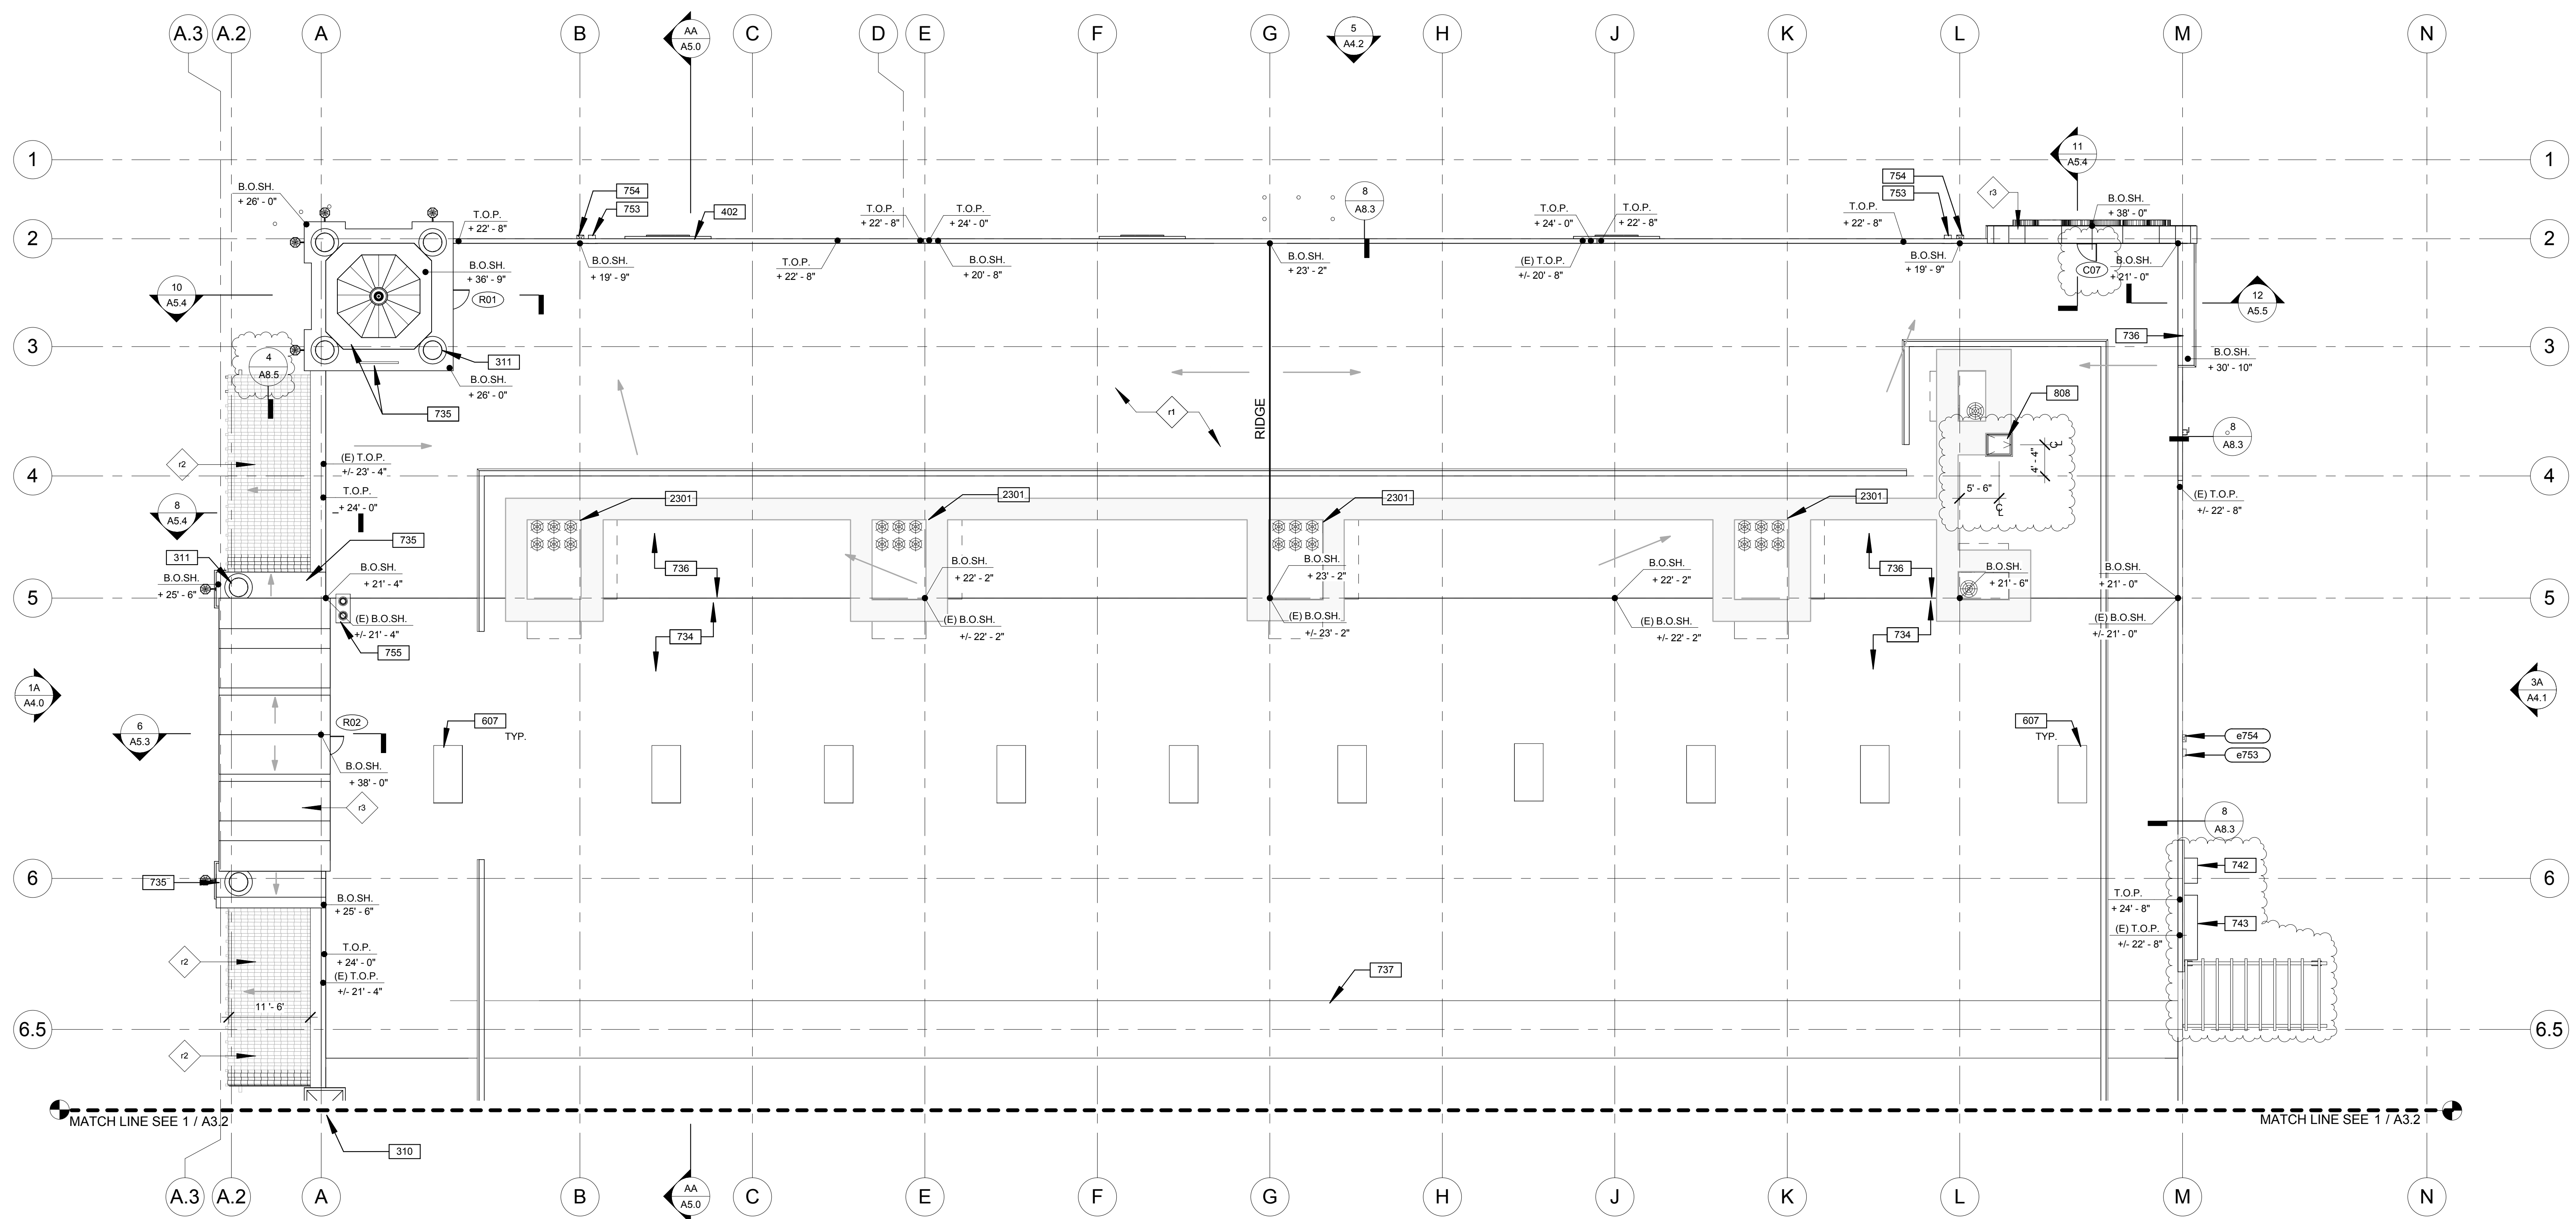 A.3
A.2
A
B
C
D
E
F
G
H
J
K
L
M
N
AA
A5.0
5
A4.2
1
1
11
A5.4
B.O.SH.
+ 26' - 0"
754
753
402
T.O.P.
+ 22' - 8"
T.O.P.
+ 22' - 8"
T.O.P.
+ 24' - 0"
8
A8.3
T.O.P.
+ 24' - 0"
T.O.P.
+ 22' - 8"
T.O.P.
+ 22' - 8"
754
753
r3
B.O.SH.
+ 38' - 0"
2
2
B.O.SH.
+ 36' - 9"
B.O.SH.
+ 19' - 9"
T.O.P.
+ 22' - 8"
B.O.SH.
+ 20' - 8"
B.O.SH.
+ 23' - 2"
(E) T.O.P.
+/- 20' - 8"
B.O.SH.
+ 19' - 9"
C07
B.O.SH.
+ 21' - 0"
10
A5.4
R01
12
A5.5
3
3
4
A8.5
311
B.O.SH.
+ 26' - 0"
735
736
B.O.SH.
+ 30' - 10"
r1
RIDGE
808
4' - 4"
CL
8
A8.3
r2
(E) T.O.P.
+/- 23' - 4"
4
4
8
A5.4
T.O.P.
+ 24' - 0"
2301
2301
2301
2301
5' - 6"
CL
(E) T.O.P.
+/- 22' - 8"
735
311
B.O.SH.
+ 25' - 6"
B.O.SH.
+ 21' - 4"
736
B.O.SH.
+ 22' - 2"
B.O.SH.
+ 23' - 2"
B.O.SH.
+ 22' - 2"
736
B.O.SH.
+ 21' - 6"
B.O.SH.
+ 21' - 0"
5
5
(E) B.O.SH.
+/- 21' - 4"
755
734
(E) B.O.SH.
+/- 22' - 2"
(E) B.O.SH.
+/- 23' - 2"
(E) B.O.SH.
+/- 22' - 2"
734
(E) B.O.SH.
+/- 21' - 0"
1A
A4.0
3A
A4.1
6
A5.3
R02
607
TYP.
607
TYP.
e754
e753
B.O.SH.
+ 38' - 0"
r3
8
A8.3
6
735
742
6
B.O.SH.
+ 25' - 6"
T.O.P.
+ 24' - 8"
743
(E) T.O.P.
+/- 22' - 8"
r2
T.O.P.
+ 24' - 0"
(E) T.O.P.
+/- 21' - 4"
737
11 '- 6'
6.5
6.5
r2
MATCH LINE SEE 1 / A3.2
MATCH LINE SEE 1 / A3.2
310
A.3
A.2
A
B
AA
A5.0
C
E
F
G
H
J
K
L
M
N